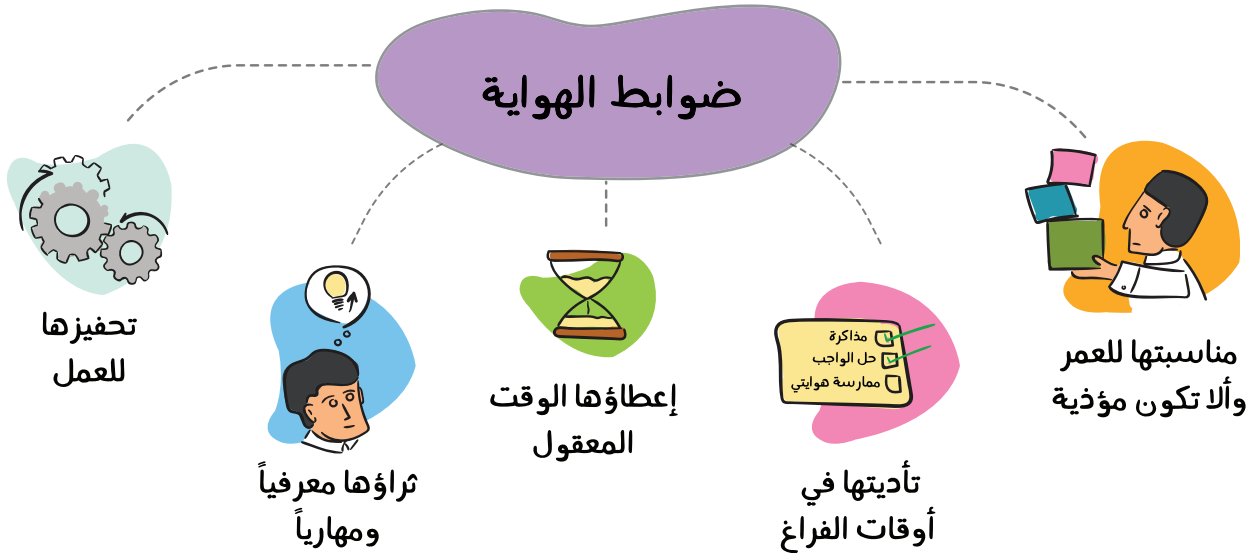 ضوابط الهواية
مناسبتها للعمر
وألا تكون مؤذية
مذاكرة
حل الواجب
ممارسة هوايتي
تأديتها في
أوقات الفراغ
إعطاؤها الوقت
المعقول
ثراؤها معرفياً
ومهارياً
تحفيزها
للعمل